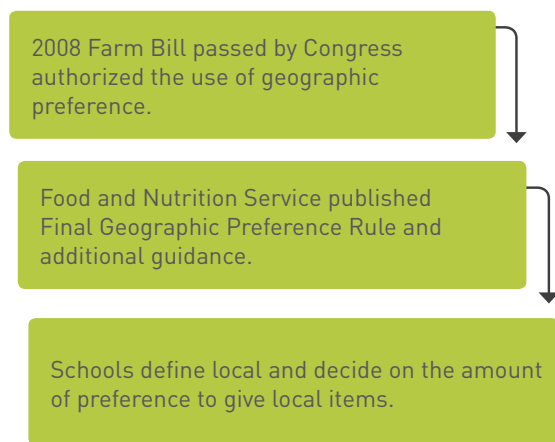 2008 Farm Bill passed by Congress
authorized the use of geographic
preference.
Food and Nutrition Service published
Final Geographic Preference Rule and
additional guidance.
Schools define local and decide on the amount
of preference to give local items.